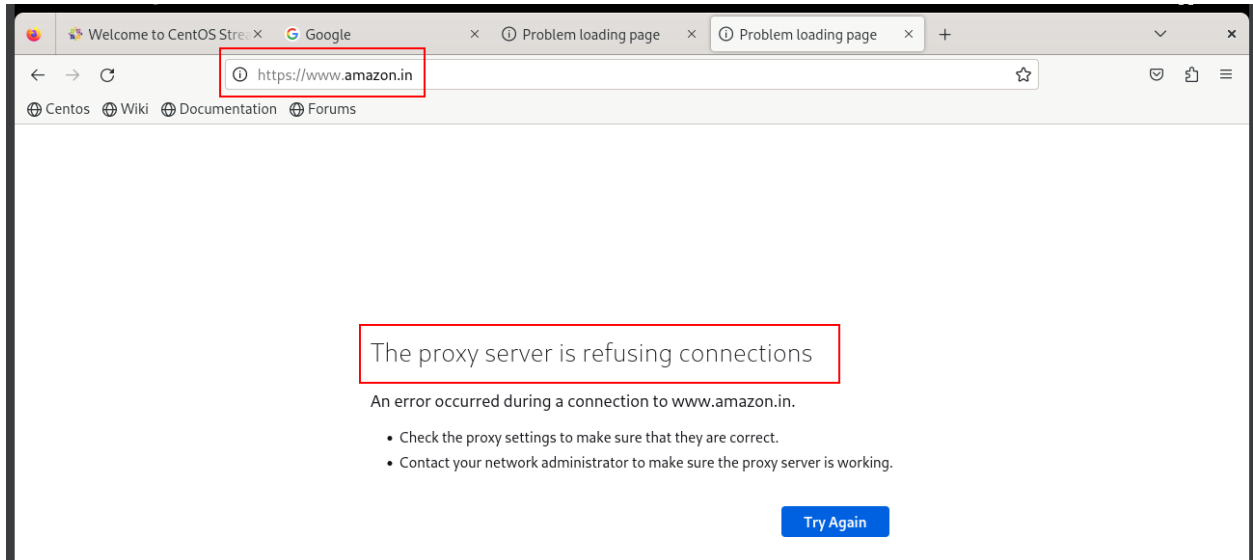 Welcome to CentOS Strea Google Problem loading page Problem loading page
https://www.amazon.in
Centos Wiki Documentation Forums
The proxy server is refusing connections
An error occurred during a connection to www.amazon.in.
• Check the proxy settings to make sure that they are correct.
• Contact your network administrator to make sure the proxy server is working.
Try Again